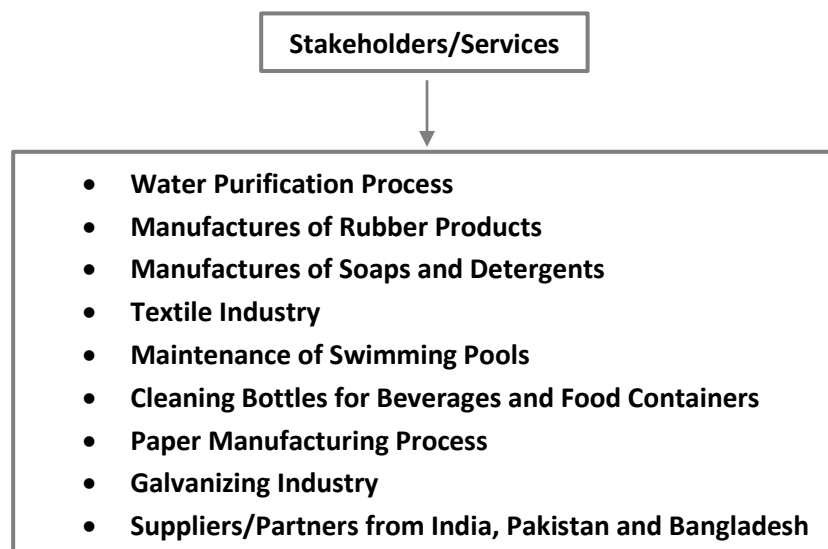 Stakeholders/Services
• Water Purification Process
• Manufactures of Rubber Products
• Manufactures of Soaps and Detergents
• Textile Industry
• Maintenance of Swimming Pools
• Cleaning Bottles for Beverages and Food Containers
• Paper Manufacturing Process
• Galvanizing Industry
• Suppliers/Partners from India, Pakistan and Bangladesh